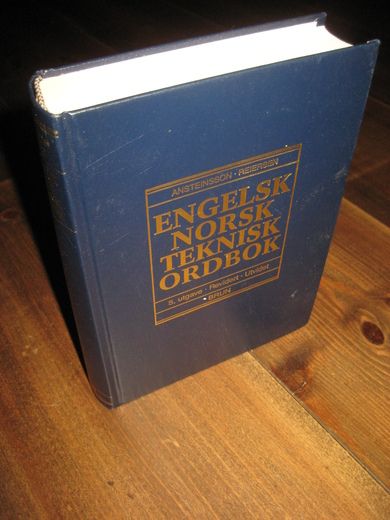 ANSTEINSSON · REIERSEN
ENGELSK
NORSK
TEKNISK
ORDBOK
5. utgave · Revidert · Utvidet
BRUN